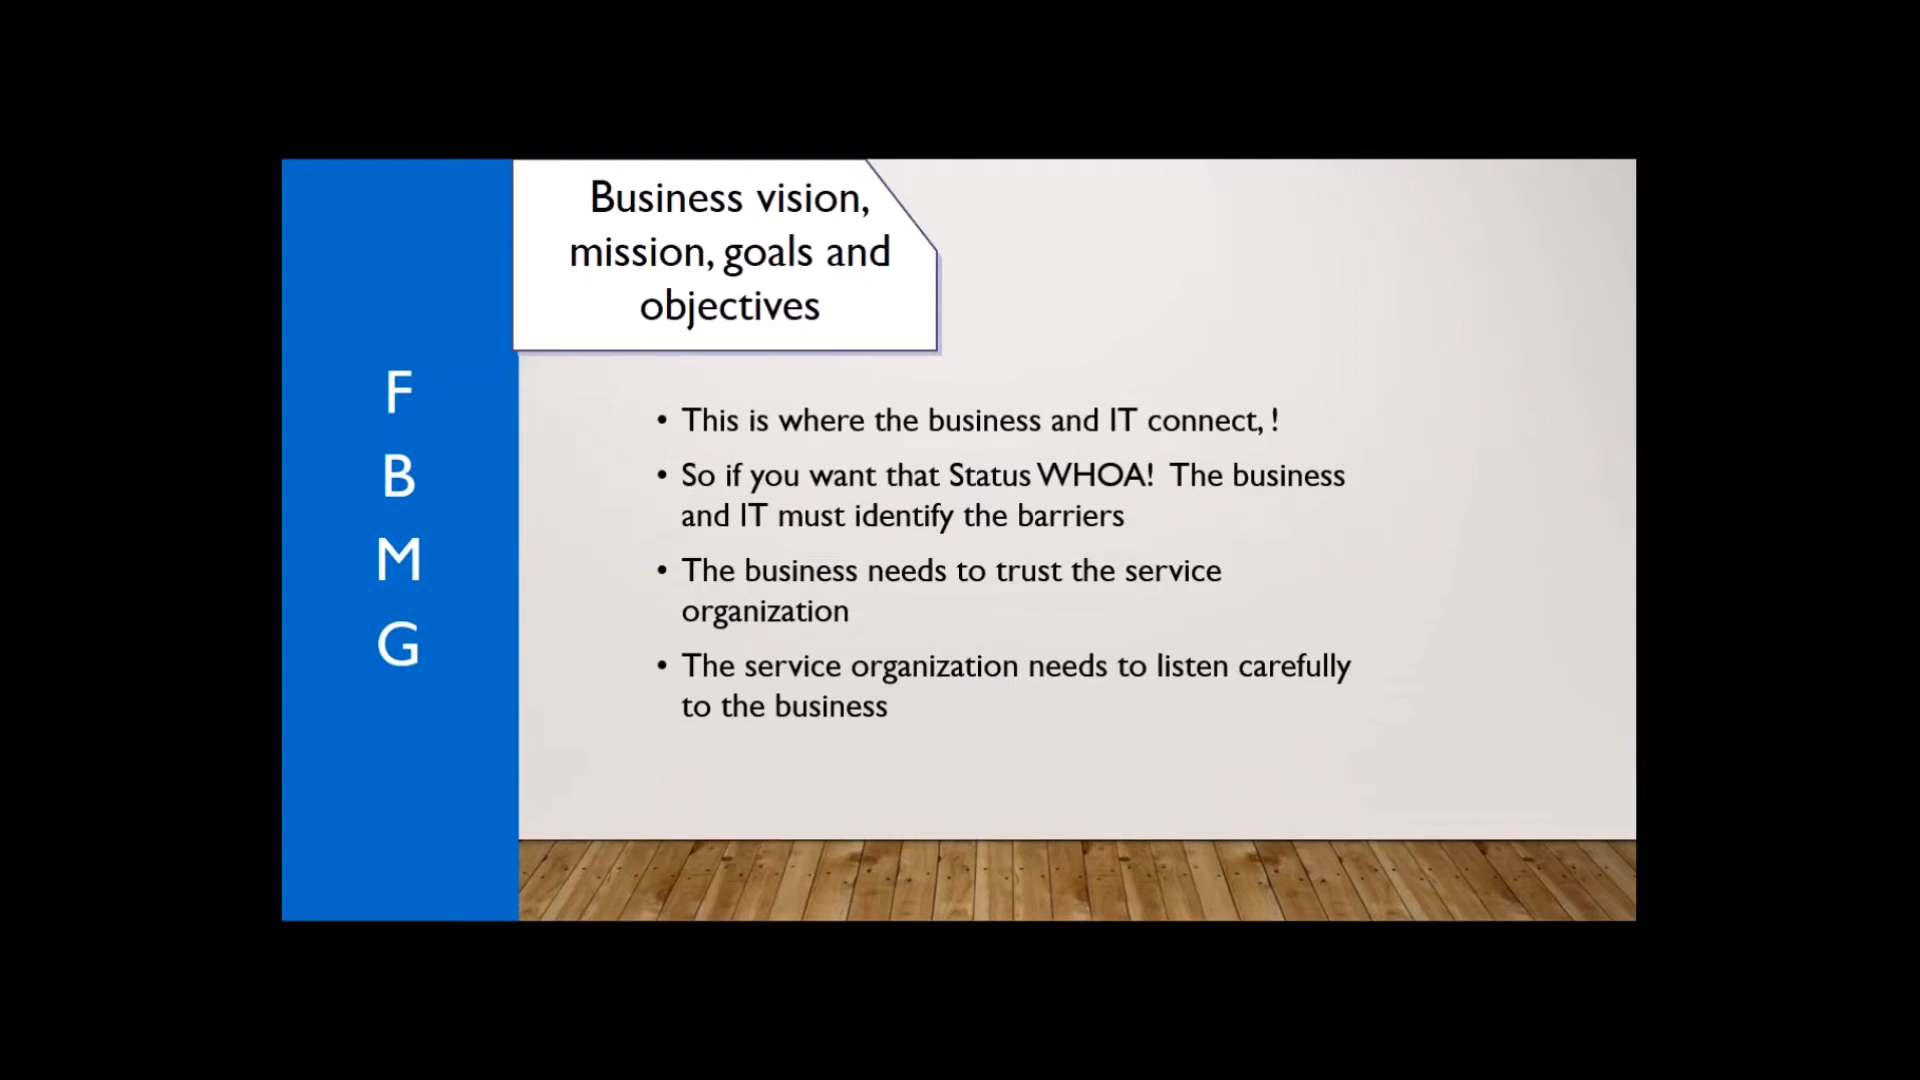 Business vision,
mission, goals and
objectives
F
B
M
G
• This is where the business and IT connect, !
• So if you want that Status WHOA!  The business
and IT must identify the barriers
• The business needs to trust the service
organization
• The service organization needs to listen carefully
to the business